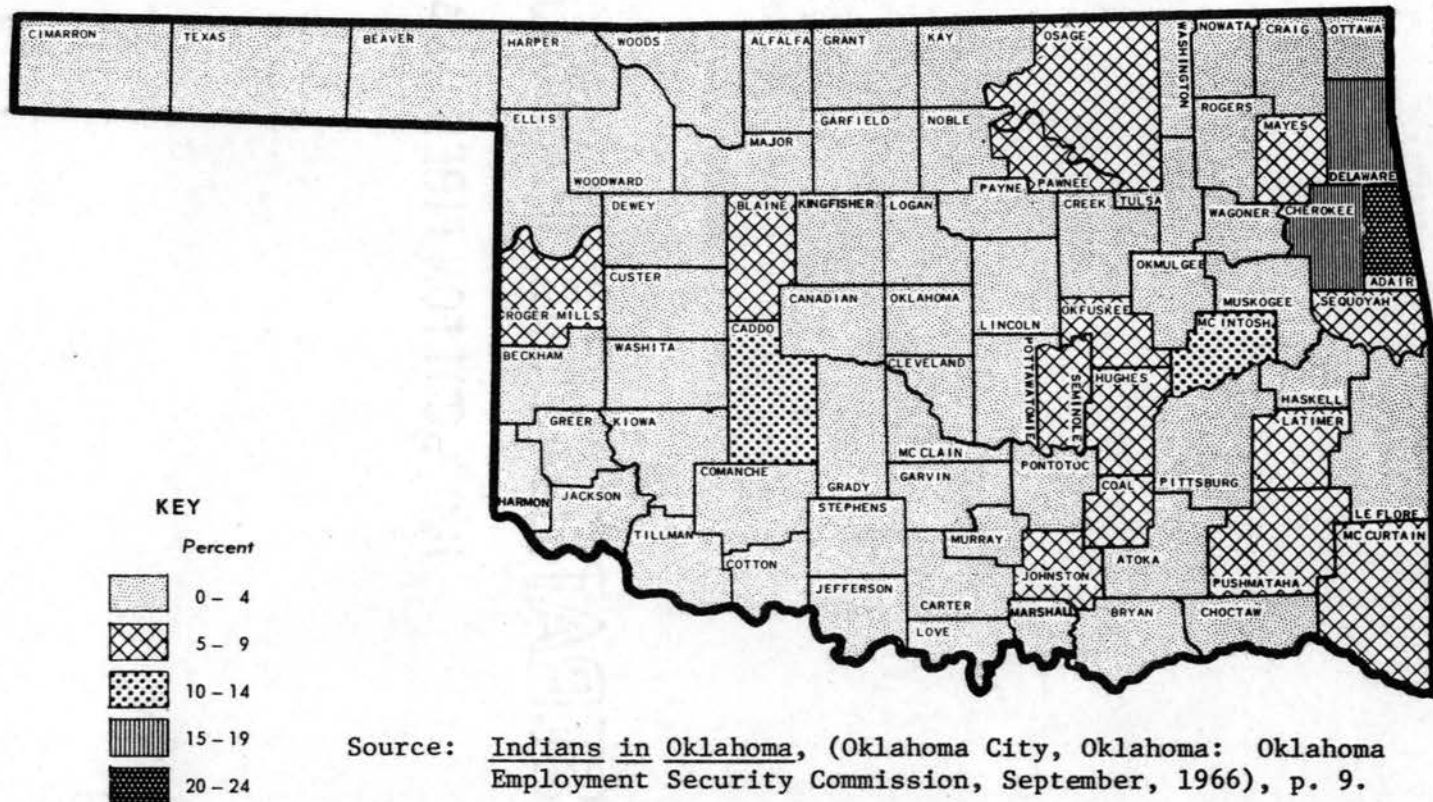 CIMARRON TEXAS BEAVER HARPER WOODS ALFALFA GRANT KAY OSAGE WASHINGTON NOWATA CRAIG OTTAWA
ELLIS GARFIELD NOBLE ROGERS MAYES
MAJOR
WOODWARD PAYNE PAWNEE DELAWARE
DEWEY BLAINE KINGFISHER LOGAN CREEK TULSA WAGONER CHEROKEE
CUSTER OKMULGEE ADAIR
CANADIAN OKLAHOMA MUSKOGEE SEQUOYAH
ROGER MILLS CADDO LINCOLN OKFUSKEE MC INTOSH
BECKHAM WASHITA CLEVELAND POTTAWATOMIE SEMINOLE HUGHES HASKELL
GREER KIOWA LATIMER
MC CLAIN
COMANCHE GARVIN PONTOTOC
HARMON JACKSON GRADY COAL PITTSBURG
STEPHENS LE FLORE
TILLMAN MURRAY MC CURTAIN
COTTON JOHNSTON ATOKA PUSHMATAHA
JEFFERSON CARTER MARSHALL BRYAN CHOCTAW
LOVE
KEY
Percent
0 – 4
5 – 9
10 – 14
15 – 19
20 – 24
Source: Indians in Oklahoma, (Oklahoma City, Oklahoma: Oklahoma
Employment Security Commission, September, 1966), p. 9.